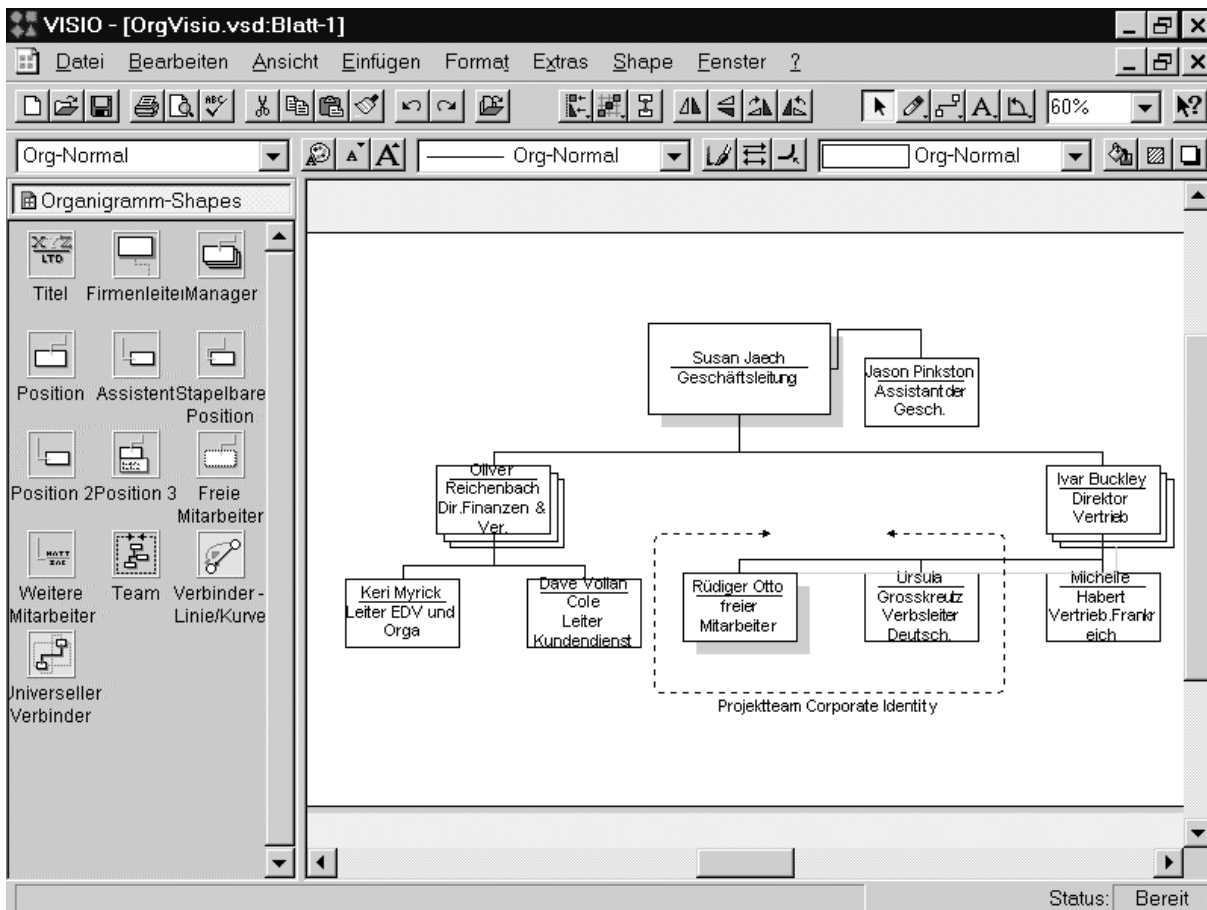 VISIO - [OrgVisio.vsd:Blatt-1]
Datei Bearbeiten Ansicht Einfügen Format Extras Shape Fenster ?
ABC
A
60%
?
Org-Normal
A A
Org-Normal
Org-Normal
Organigramm-Shapes
XYZ
LTD
Titel
Firmenleiter
Manager
Position
Assistent
Stapelbare
Position
Position 2
Position 3
Freie
Mitarbeiter
Weitere
Mitarbeiter
Team
Verbinder -
Linie/Kurve
Universeller
Verbinder
Susan Jaech
Geschäftsleitung
Jason Pinkston
Assistant der
Gesch.
Oliver
Reichenbach
Dir.Finanzen &
Ver.
Ivar Buckley
Direktor
Vertrieb
Keri Myrick
Leiter EDV und
Orga
Dave Vollan
Cole
Leiter
Kundendienst
Rüdiger Otto
freier
Mitarbeiter
Ursula
Grosskreutz
Verbsleiter
Deutsch.
Michelle
Habert
Vertrieb.Frankr
eich
Projektteam Corporate Identity
Status: Bereit